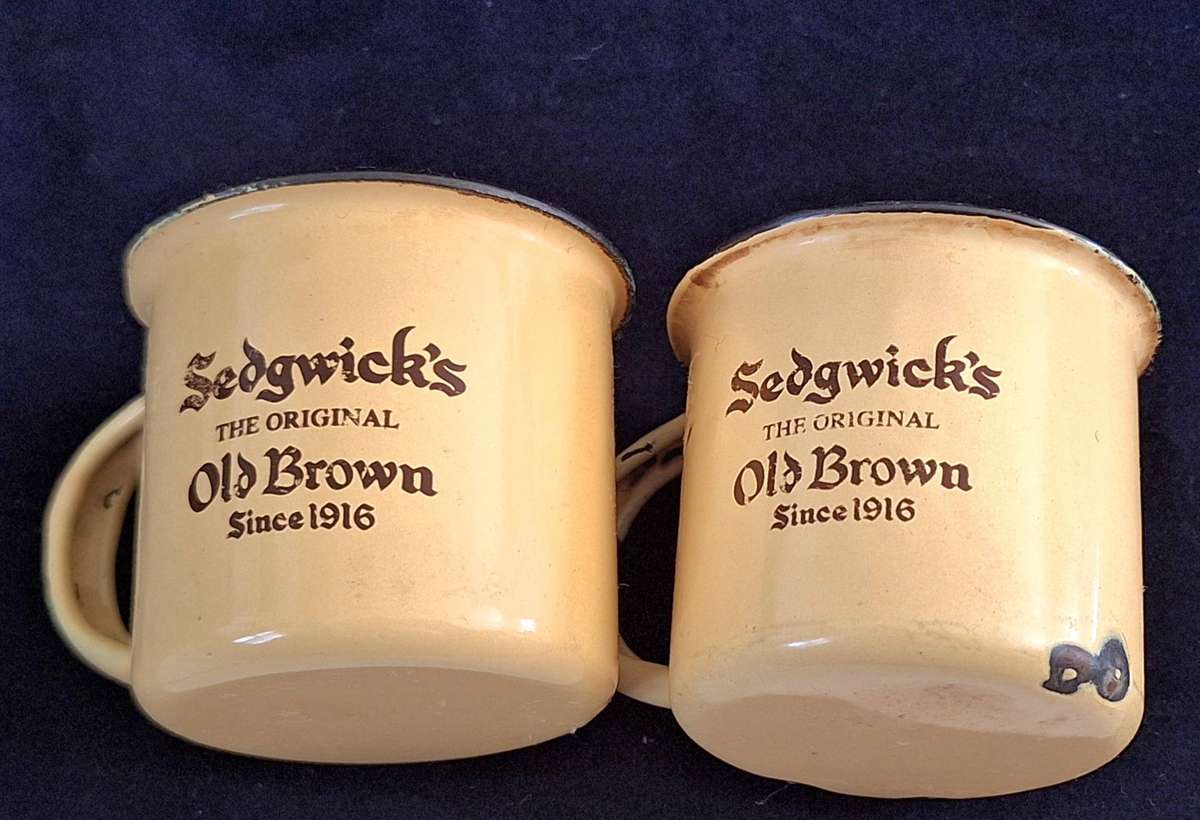 Sedgwick's
THE ORIGINAL
Old Brown
Since 1916
Sedgwick's
THE ORIGINAL
Old Brown
Since 1916